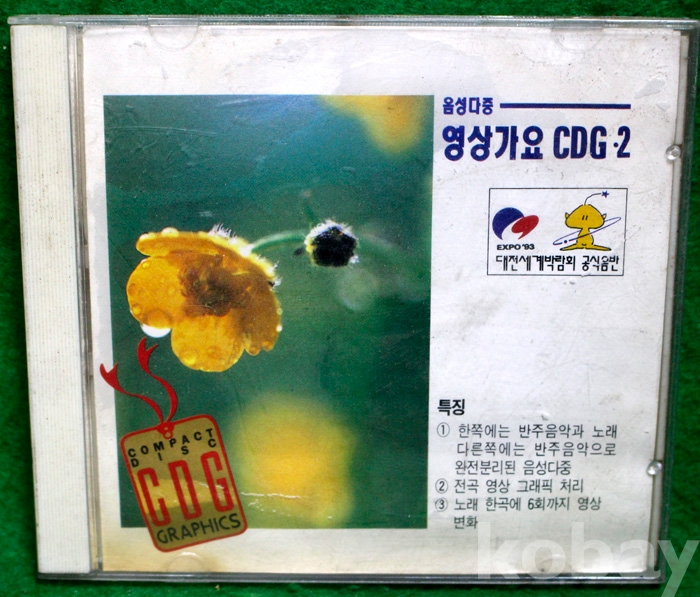 음성다중
영상가요 CDG·2
EXPO '93
대전세계박람회 공식음반
특징
① 한쪽에는 반주음악과 노래
다른쪽에는 반주음악으로
완전분리된 음성다중
② 전곡 영상 그래픽 처리
③ 노래 한곡에 6회까지 영상
변화
COMPACT
DISC
CDG
GRAPHICS
kobay